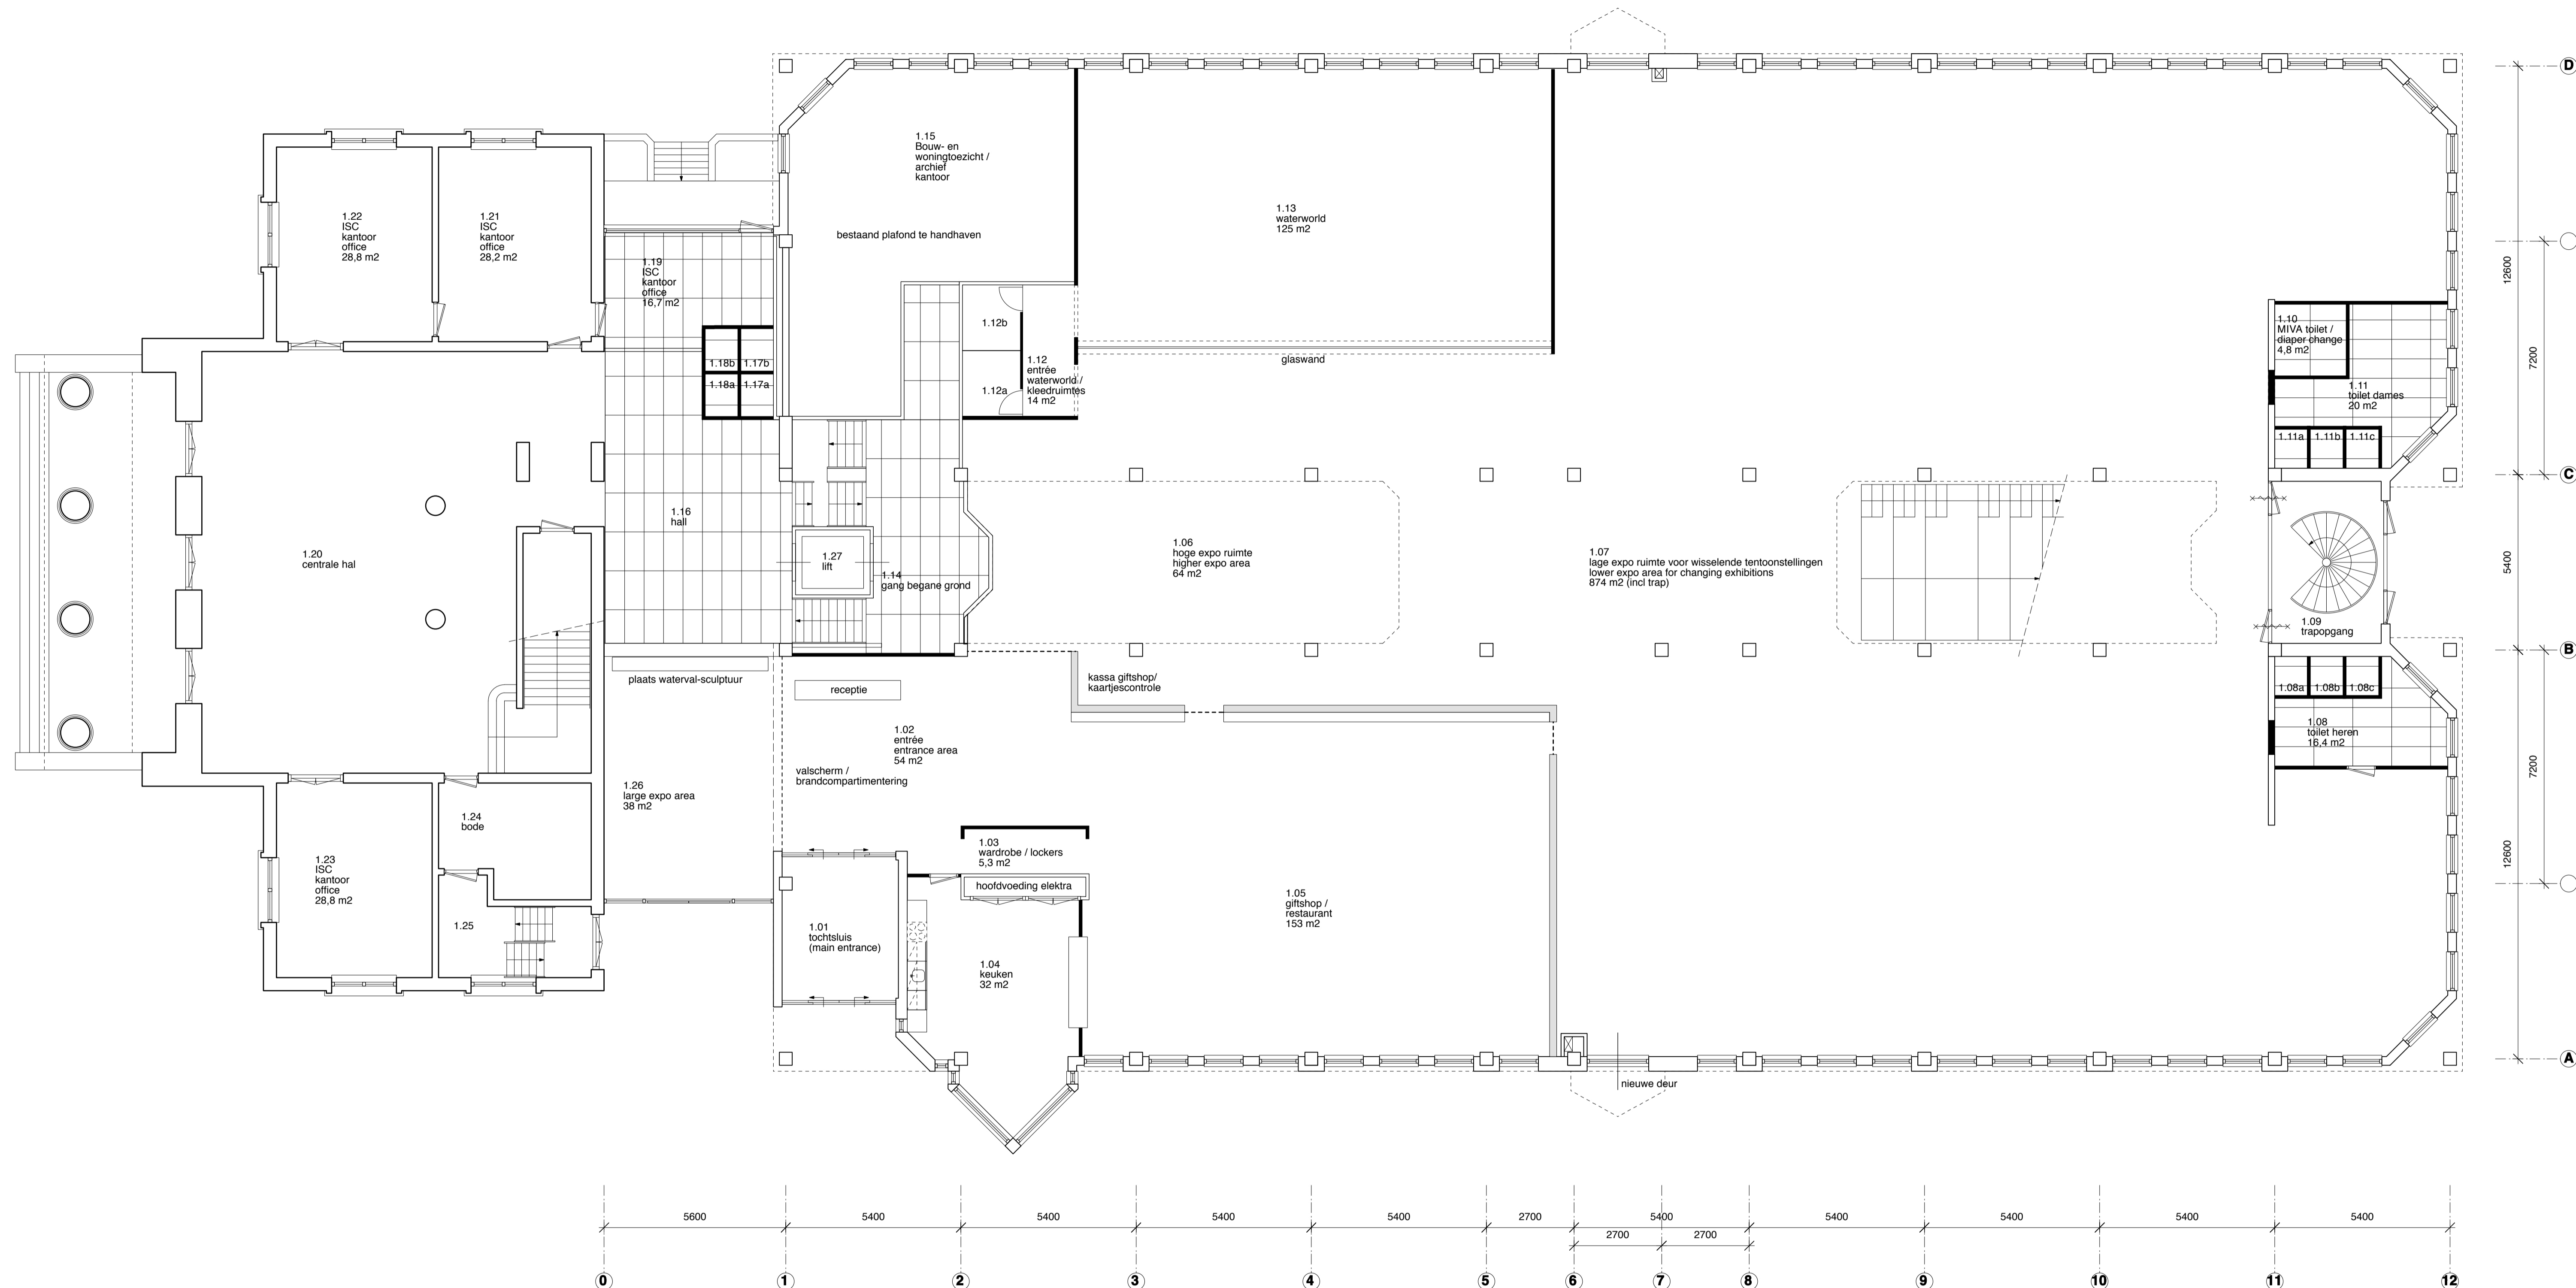 D
1.15
Bouw- en
woningtoezicht /
archief
kantoor
1.22
ISC
kantoor
office
28,8 m2
1.21
ISC
kantoor
office
28,2 m2
1.13
waterworld
125 m2
bestaand plafond te handhaven
1.19
ISC
kantoor
office
16,7 m2
12600
1.12b
1.10
MIVA toilet /
diaper change
4,8 m2
7200
1.18b
1.17b
1.12
entrée
waterworld /
kleedruimtes
14 m2
glaswand
1.18a
1.17a
1.12a
1.11
toilet dames
20 m2
1.11a
1.11b
1.11c
C
1.16
hall
1.20
centrale hal
1.27
lift
1.14
gang begane grond
1.06
hoge expo ruimte
higher expo area
64 m2
1.07
lage expo ruimte voor wisselende tentoonstellingen
lower expo area for changing exhibitions
874 m2 (incl trap)
5400
1.09
trapopgang
B
plaats waterval-sculptuur
receptie
kassa giftshop/
kaartjescontrole
1.08a
1.08b
1.08c
1.02
entrée
entrance area
54 m2
1.08
toilet heren
16,4 m2
valscherm /
brandcompartimentering
7200
1.26
large expo area
38 m2
1.24
bode
1.03
wardrobe / lockers
5,3 m2
12600
1.23
ISC
kantoor
office
28,8 m2
hoofdvoeding elektra
1.05
giftshop /
restaurant
153 m2
1.25
1.01
tochtsluis
(main entrance)
1.04
keuken
32 m2
A
nieuwe deur
5600
5400
5400
5400
5400
2700
5400
5400
5400
5400
5400
2700
2700
0
1
2
3
4
5
6
7
8
9
10
11
12